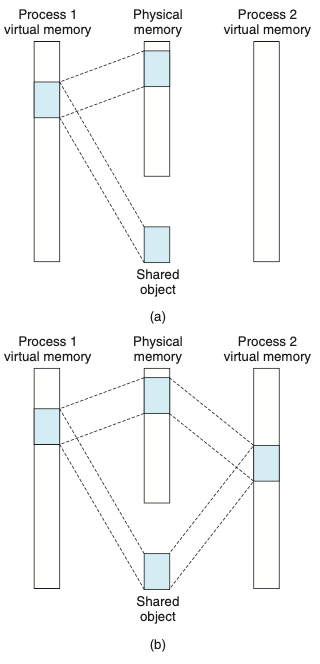 Process 1
virtual memory
Physical
memory
Process 2
virtual memory
Shared
object
(a)
Process 1
virtual memory
Physical
memory
Process 2
virtual memory
Shared
object
(b)